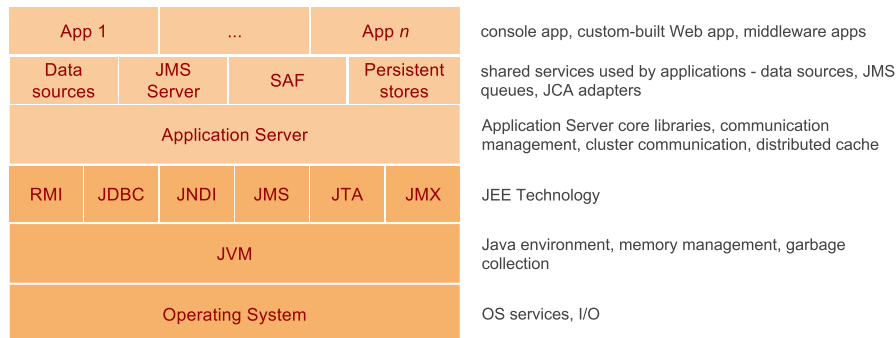 App 1
...
App n
console app, custom-built Web app, middleware apps
Data
sources
JMS
Server
SAF
Persistent
stores
shared services used by applications - data sources, JMS
queues, JCA adapters
Application Server
Application Server core libraries, communication
management, cluster communication, distributed cache
RMI
JDBC
JNDI
JMS
JTA
JMX
JEE Technology
JVM
Java environment, memory management, garbage
collection
Operating System
OS services, I/O